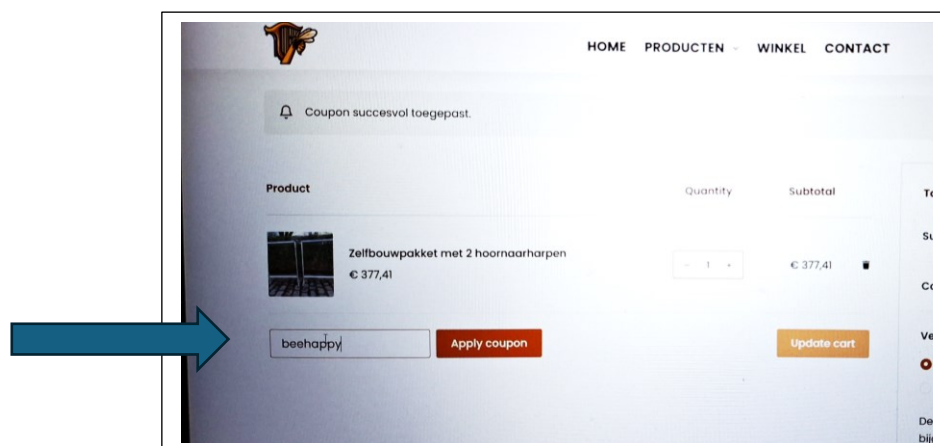 HOME PRODUCTEN WINKEL CONTACT
Coupon succesvol toegepast.
Product Quantity Subtotal
Zelfbouwpakket met 2 hoornaarharpen
€ 377,41
- 1 +
€ 377,41
beehappy
Apply coupon
Update cart